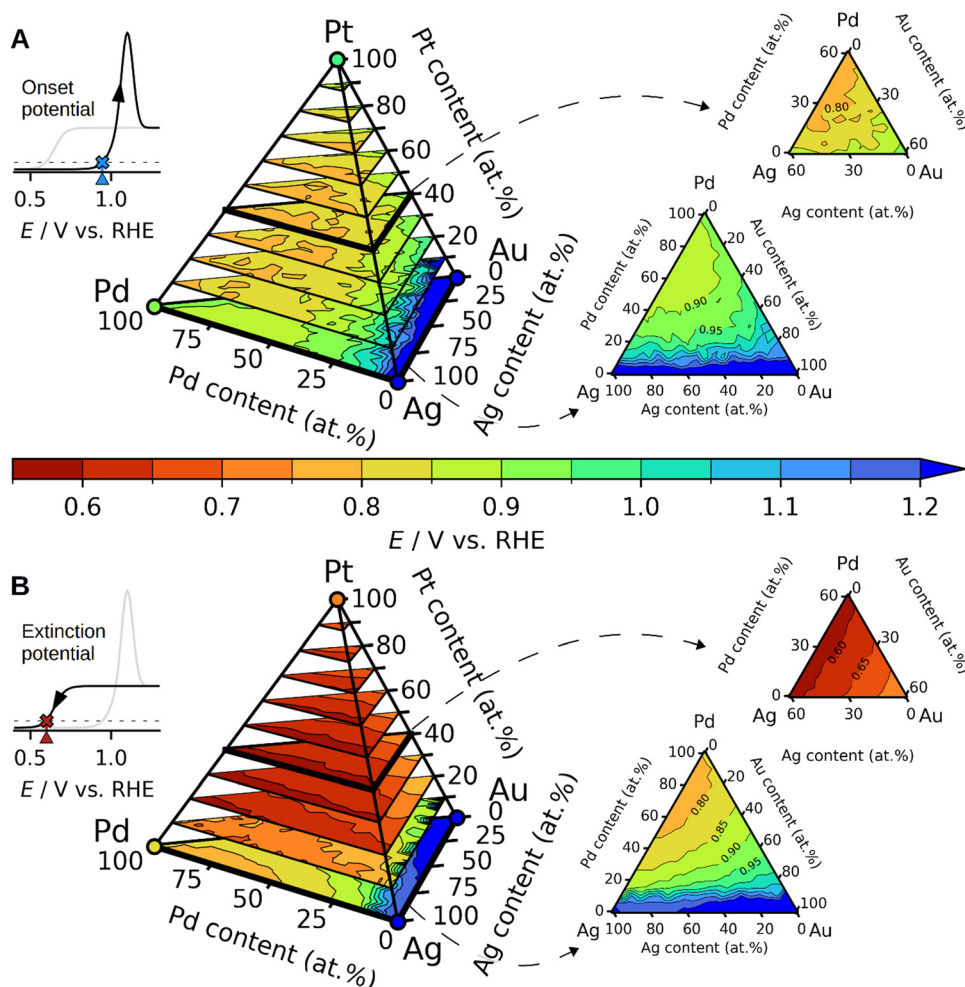 A
Onset
potential
0.5
1.0
E / V vs. RHE
Pt
100
80
60
40
20
0
Pt content (at.%)
Au
0
25
50
75
100
Ag content (at.%)
Pd
100
75
50
25
0
Pd content (at.%)
Ag
Pd
0
60
30
0
Pd content (at.%)
Au content (at.%)
30
60
0.80
60
30
0
Ag
Au
Ag content (at.%)
Pd
0
100
80
60
40
20
0
Pd content (at.%)
Au content (at.%)
20
40
60
80
100
0.90
0.95
100
80
60
40
20
0
Ag
Au
Ag content (at.%)
0.6
0.7
0.8
0.9
1.0
1.1
1.2
E / V vs. RHE
B
Extinction
potential
0.5
1.0
E / V vs. RHE
Pt
100
80
60
40
20
0
Pt content (at.%)
Au
0
25
50
75
100
Ag content (at.%)
Pd
100
75
50
25
0
Pd content (at.%)
Ag
Pd
0
60
30
0
Pd content (at.%)
Au content (at.%)
30
60
0.60
0.65
60
30
0
Ag
Au
Ag content (at.%)
Pd
0
100
80
60
40
20
0
Pd content (at.%)
Au content (at.%)
20
40
60
80
100
0.80
0.85
0.90
0.95
100
80
60
40
20
0
Ag
Au
Ag content (at.%)